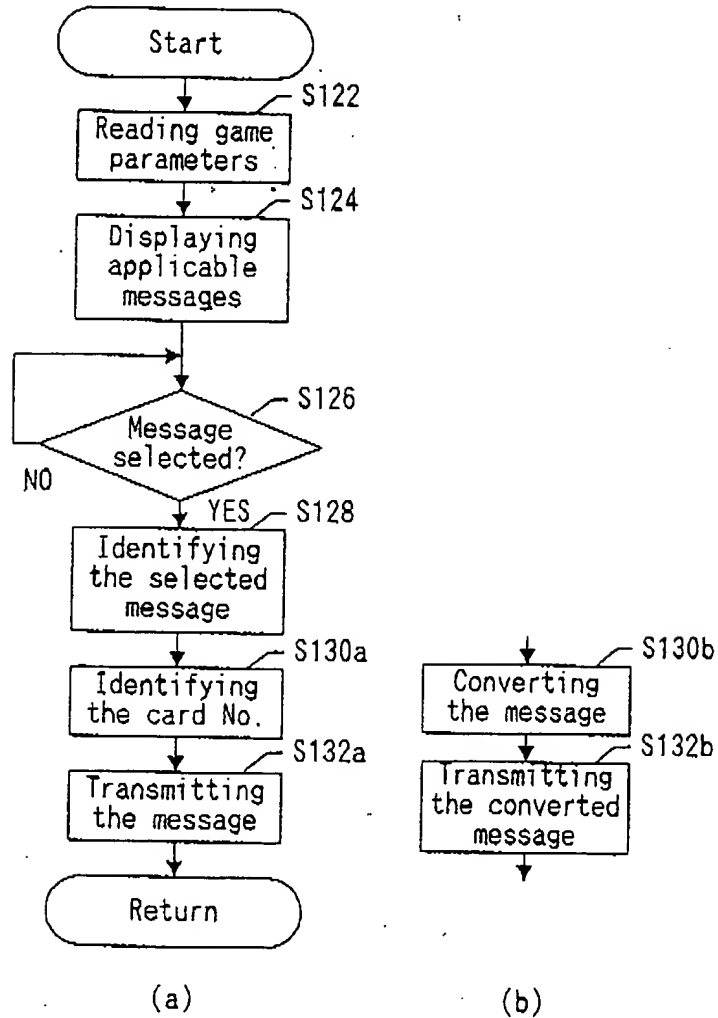 Start
S122
Reading game
parameters
S124
Displaying
applicable
messages
S126
Message
selected?
NO
YES
S128
Identifying
the selected
message
S130a
Identifying
the card No.
S132a
Transmitting
the message
Return
(a)
S130b
Converting
the message
S132b
Transmitting
the converted
message
(b)